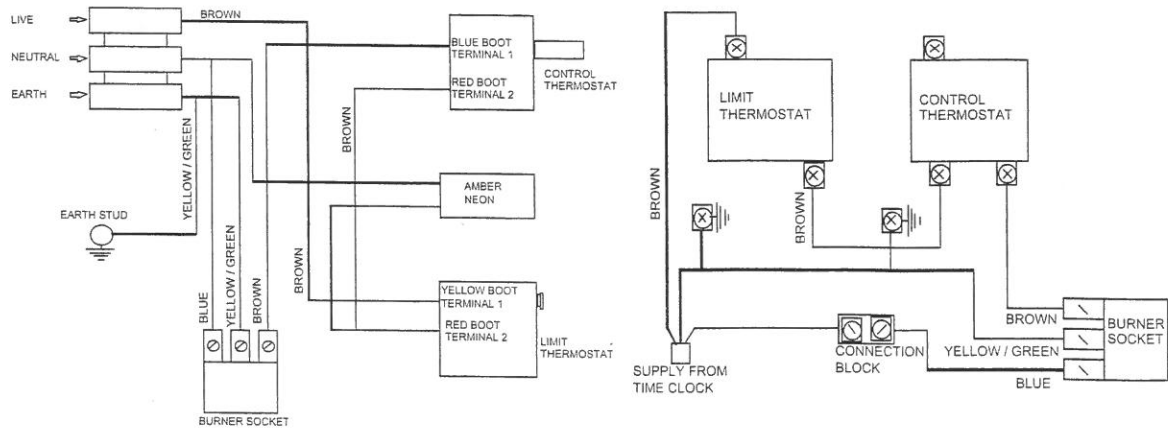 LIVE
BROWN
NEUTRAL
EARTH
BLUE BOOT
TERMINAL 1
RED BOOT
TERMINAL 2
CONTROL
THERMOSTAT
BROWN
YELLOW / GREEN
AMBER
NEON
EARTH STUD
BLUE
YELLOW / GREEN
BROWN
BROWN
YELLOW BOOT
TERMINAL 1
RED BOOT
TERMINAL 2
LIMIT
THERMOSTAT
BURNER SOCKET
LIMIT
THERMOSTAT
CONTROL
THERMOSTAT
BROWN
BROWN
BROWN
BURNER
SOCKET
YELLOW / GREEN
CONNECTION
BLOCK
BLUE
SUPPLY FROM
TIME CLOCK